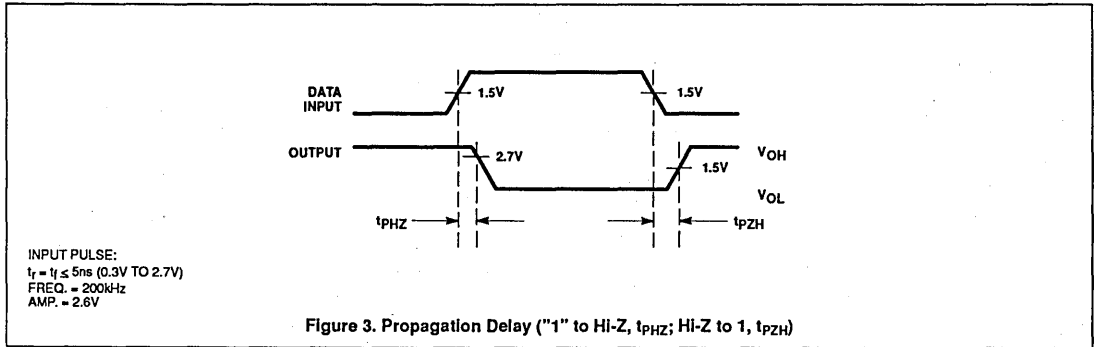 DATA
INPUT
1.5V
1.5V
OUTPUT
2.7V
VOH
1.5V
VOL
tPHZ
tPZH
INPUT PULSE:
tr = tf ≤ 5ns (0.3V TO 2.7V)
FREQ. = 200kHz
AMP. = 2.6V
Figure 3. Propagation Delay ("1" to Hi-Z, tPHZ; Hi-Z to 1, tPZH)